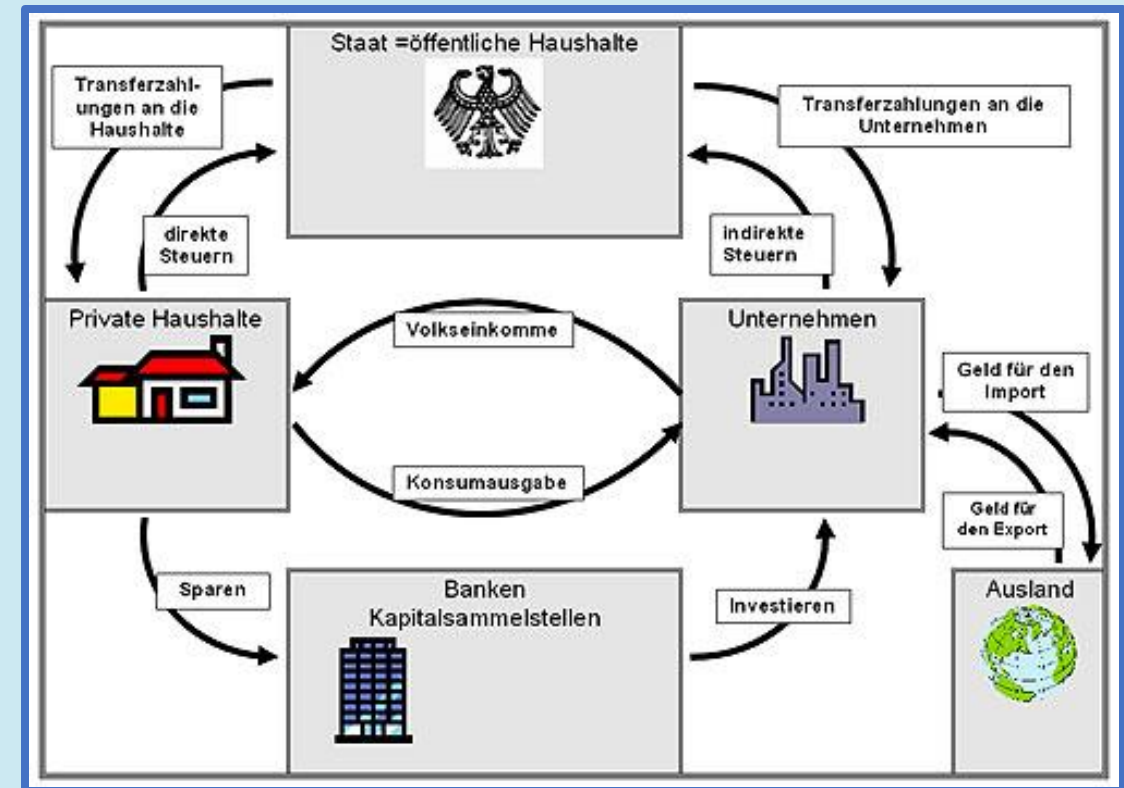 Staat =öffentliche Haushalte
Transferzahl-
ungen an die
Haushalte
Transferzahlungen an die
Unternehmen
direkte
Steuern
indirekte
Steuern
Private Haushalte
Volkseinkomme
Unternehmen
Geld für den
Import
Konsumausgabe
Geld für
den Export
Sparen
Banken
Kapitalsammelstellen
Investieren
Ausland